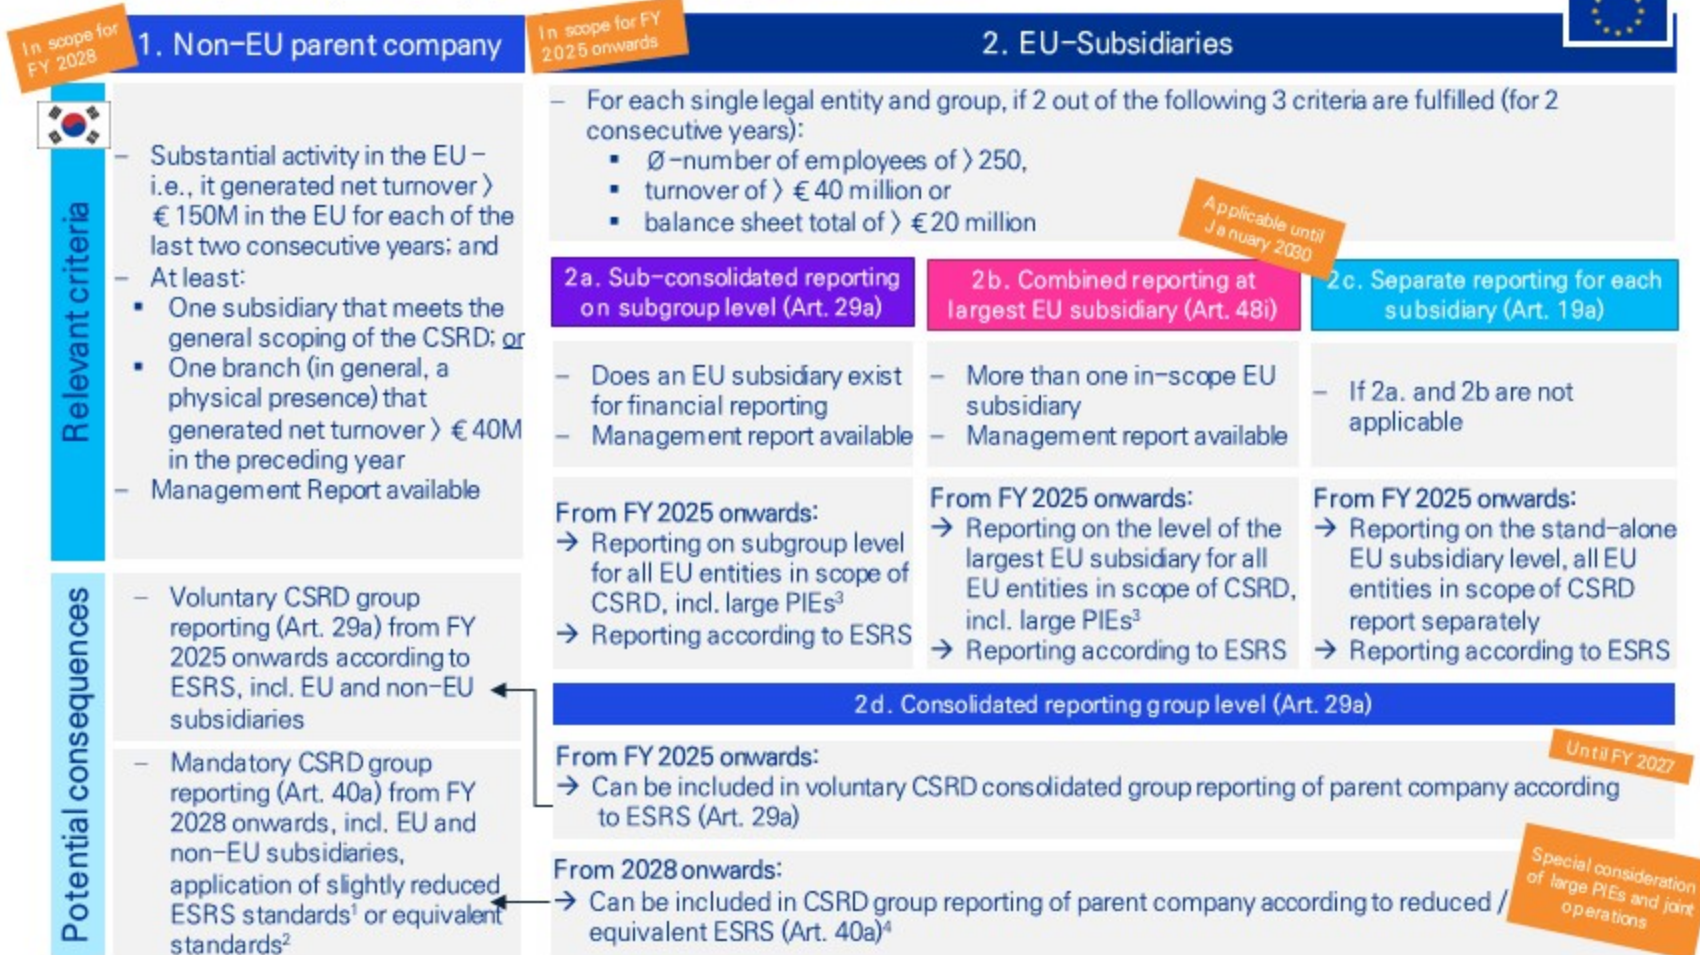 In scope for
FY 2028
1. Non-EU parent company
In scope for FY
2025 onwards
2. EU-Subsidiaries
Relevant criteria
– Substantial activity in the EU –
i.e., it generated net turnover >
€ 150M in the EU for each of the
last two consecutive years; and
– At least:
▪ One subsidiary that meets the
general scoping of the CSRD; or
▪ One branch (in general, a
physical presence) that
generated net turnover > € 40M
in the preceding year
– Management Report available
– For each single legal entity and group, if 2 out of the following 3 criteria are fulfilled (for 2
consecutive years):
▪ Ø-number of employees of > 250,
▪ turnover of > € 40 million or
▪ balance sheet total of > € 20 million
Applicable until
January 2030
2a. Sub-consolidated reporting
on subgroup level (Art. 29a)
– Does an EU subsidiary exist
for financial reporting
– Management report available
From FY 2025 onwards:
→ Reporting on subgroup level
for all EU entities in scope of
CSRD, incl. large PIEs³
→ Reporting according to ESRS
2b. Combined reporting at
largest EU subsidiary (Art. 48i)
– More than one in-scope EU
subsidiary
– Management report available
From FY 2025 onwards:
→ Reporting on the level of the
largest EU subsidiary for all
EU entities in scope of CSRD,
incl. large PIEs³
→ Reporting according to ESRS
2c. Separate reporting for each
subsidiary (Art. 19a)
– If 2a. and 2b are not
applicable
From FY 2025 onwards:
→ Reporting on the stand-alone
EU subsidiary level, all EU
entities in scope of CSRD
report separately
→ Reporting according to ESRS
Potential consequences
– Voluntary CSRD group
reporting (Art. 29a) from FY
2025 onwards according to
ESRS, incl. EU and non-EU
subsidiaries
– Mandatory CSRD group
reporting (Art. 40a) from FY
2028 onwards, incl. EU and
non-EU subsidiaries,
application of slightly reduced
ESRS standards¹ or equivalent
standards²
2d. Consolidated reporting group level (Art. 29a)
Until FY 2027
From FY 2025 onwards:
→ Can be included in voluntary CSRD consolidated group reporting of parent company according
to ESRS (Art. 29a)
From 2028 onwards:
→ Can be included in CSRD group reporting of parent company according to reduced /
equivalent ESRS (Art. 40a)⁴
Special consideration
of large PIEs and joint
operations